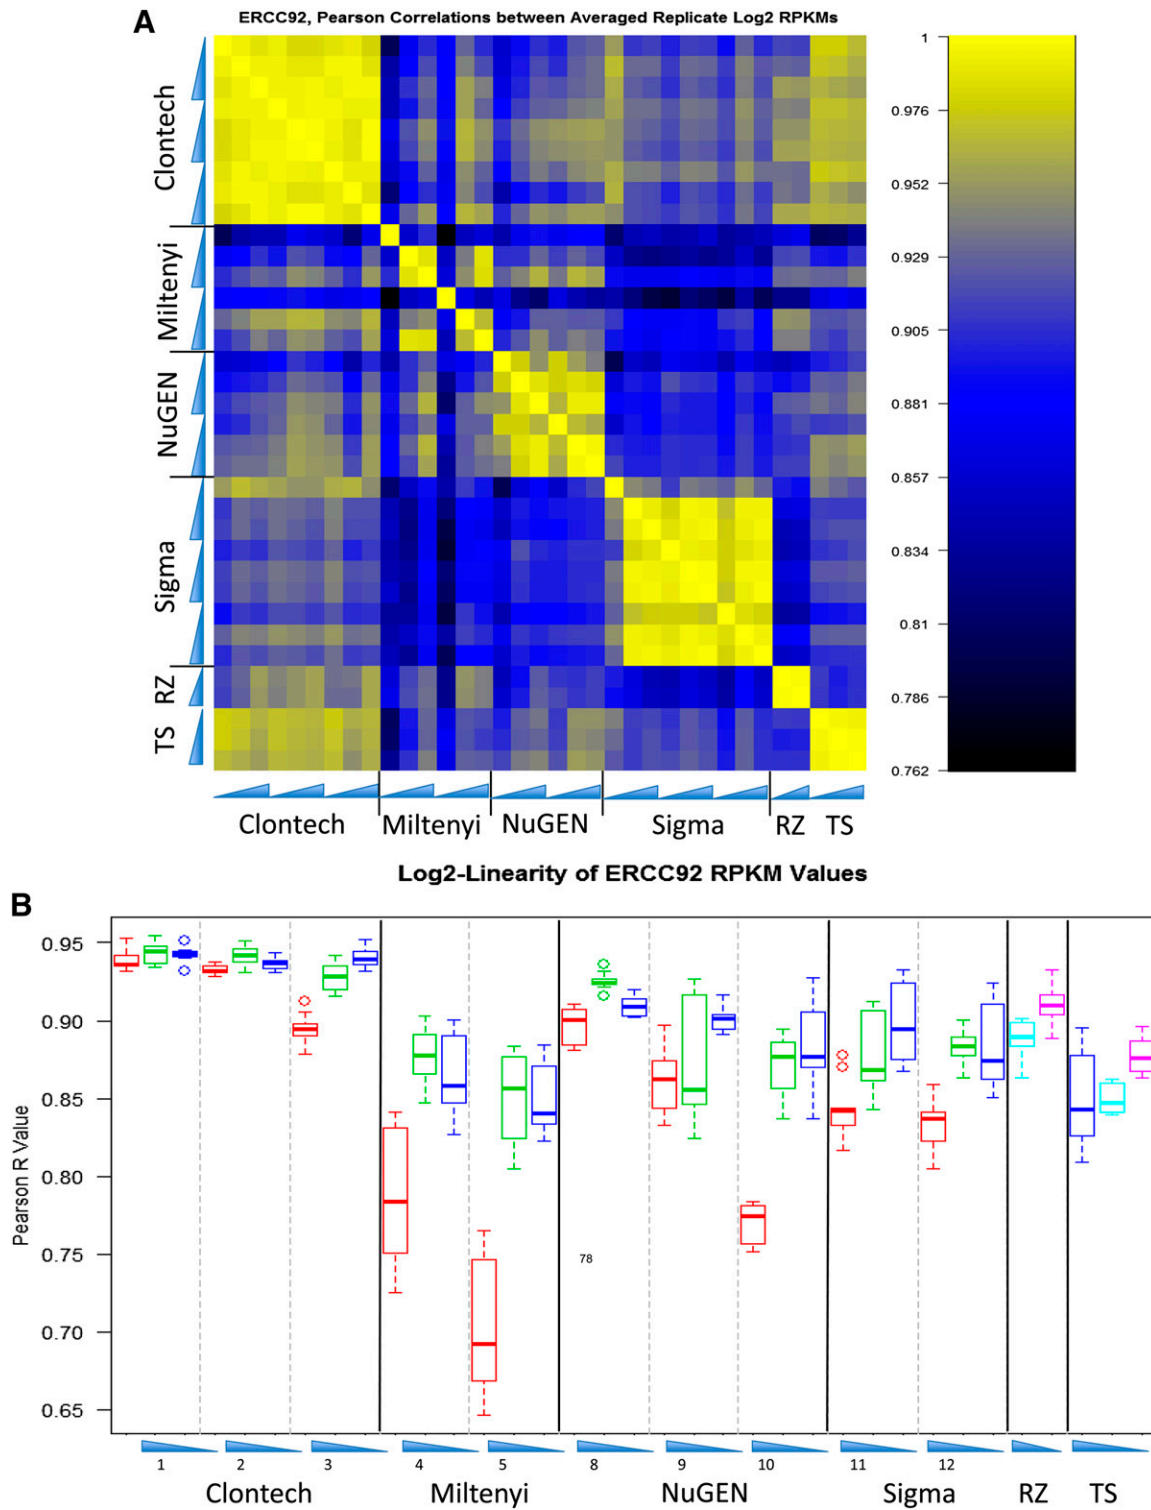 A
ERCC92, Pearson Correlations between Averaged Replicate Log2 RPKMs
Clontech
Miltenyi
NuGEN
Sigma
RZ
TS
1
0.976
0.952
0.929
0.905
0.881
0.857
0.834
0.81
0.786
0.762
Clontech Miltenyi NuGEN Sigma RZ TS
Log2-Linearity of ERCC92 RPKM Values
B
Pearson R Value
0.95
0.90
0.85
0.80
0.75
0.70
0.65
78
1 2 3 4 5 8 9 10 11 12
Clontech Miltenyi NuGEN Sigma RZ TS